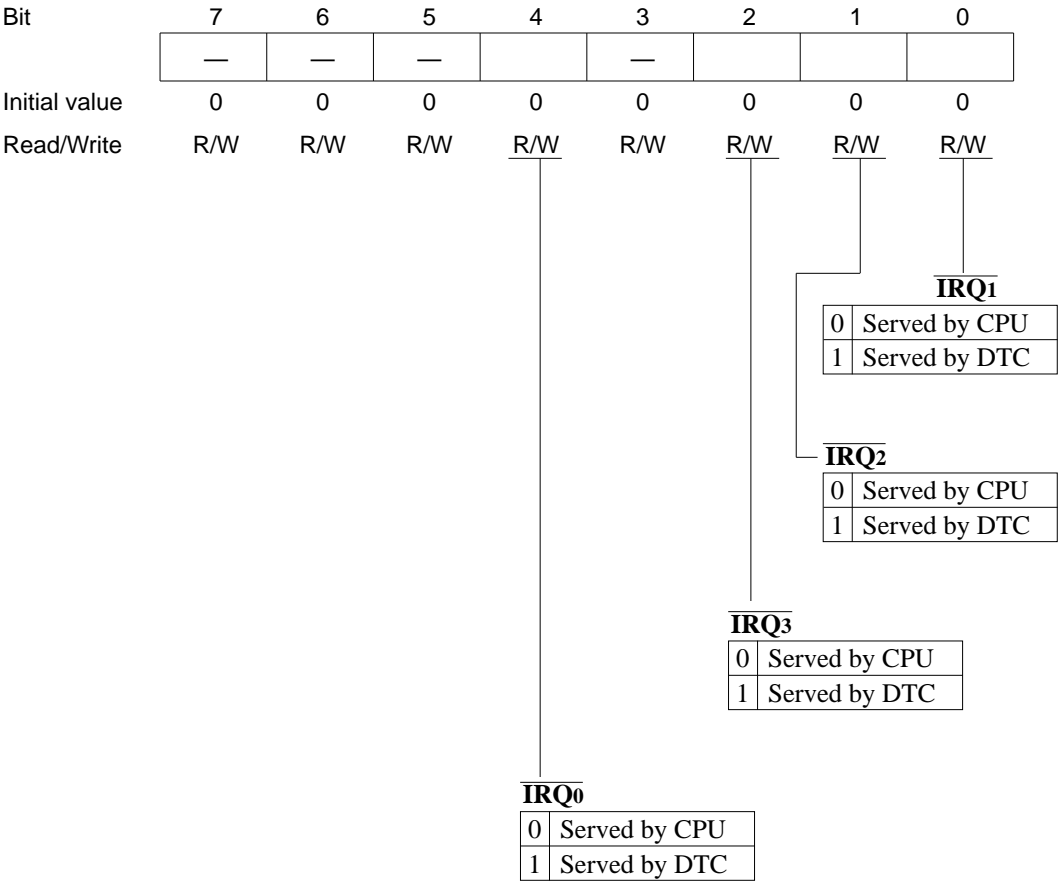 Bit 7 6 5 4 3 2 1 0
— — — —
Initial value 0 0 0 0 0 0 0 0
Read/Write R/W R/W R/W R/W R/W R/W R/W R/W
IRQ1
0 Served by CPU
1 Served by DTC
IRQ2
0 Served by CPU
1 Served by DTC
IRQ3
0 Served by CPU
1 Served by DTC
IRQ0
0 Served by CPU
1 Served by DTC